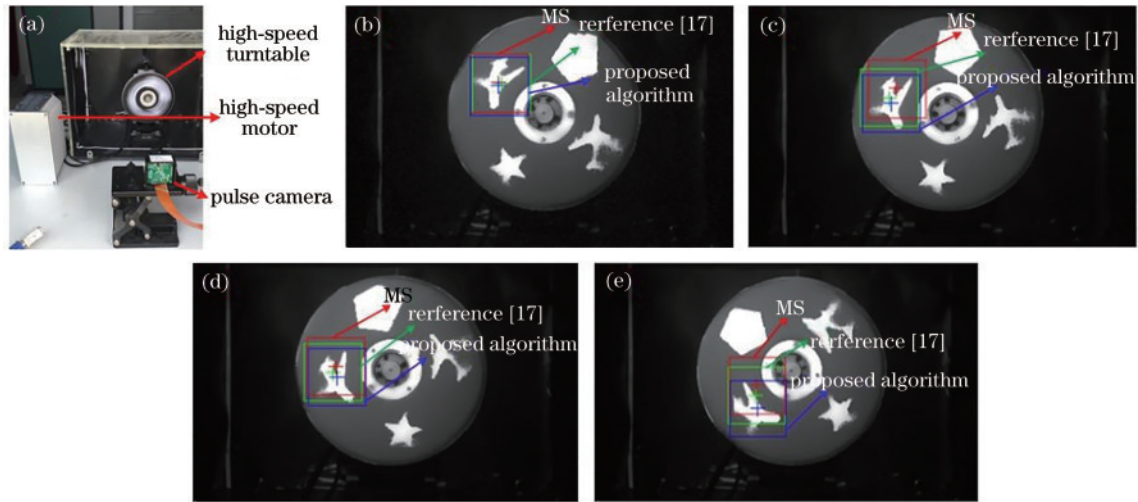 (a)
high-speed
turntable
high-speed
motor
pulse camera
(b)
MS
rerference [17]
proposed
algorithm
(c)
MS
rerference [17]
proposed algorithm
(d)
MS
rerference [17]
proposed algorithm
(e)
MS
rerference [17]
proposed algorithm